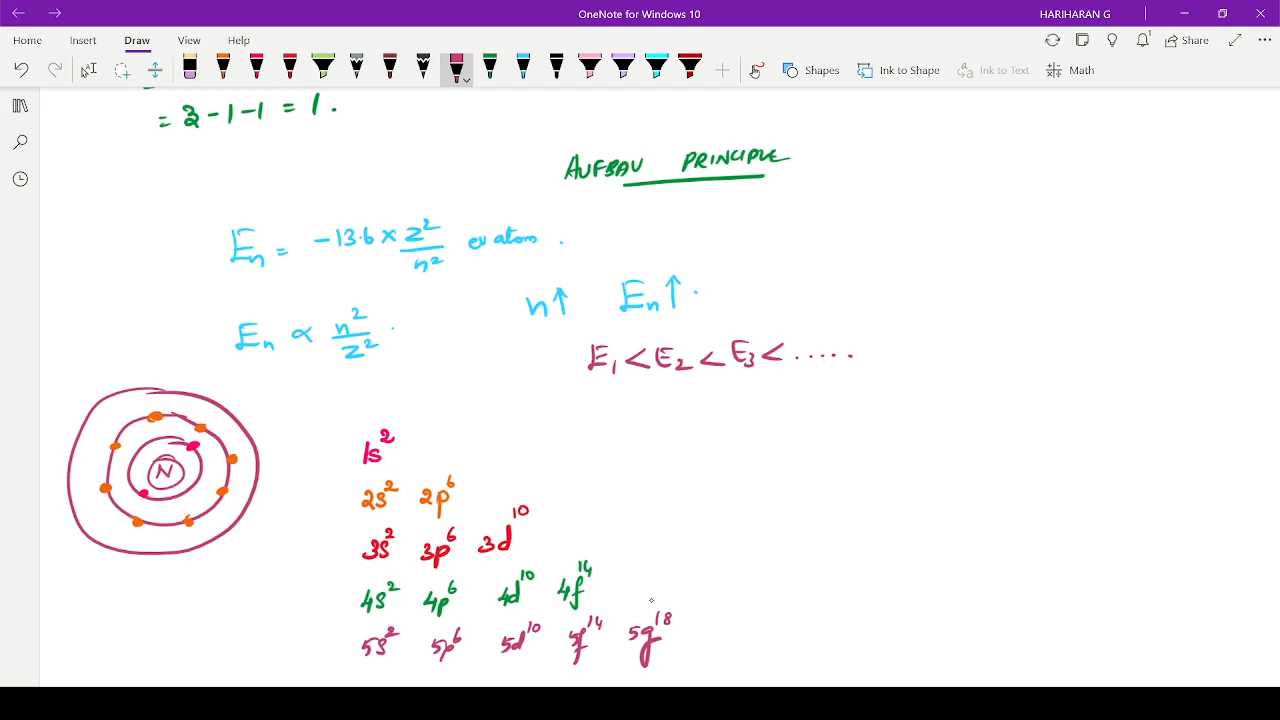 OneNote for Windows 10
HARIHARAN G
Home Insert Draw View Help
Share
Shapes Ink to Shape Ink to Text Math
= 3 - 1 - 1 = 1 .
AUFBAU PRINCIPLE
Eₙ = -13.6 × Z²/n² ev atom .
n↑ Eₙ↑ .
Eₙ ∝ n²/Z² .
E₁ < E₂ < E₃ < .....
N
1s²
2s² 2p⁶
3s² 3p⁶ 3d¹⁰
4s² 4p⁶ 4d¹⁰ 4f¹⁴
5s² 5p⁶ 5d¹⁰ 5f¹⁴ 5g¹⁸